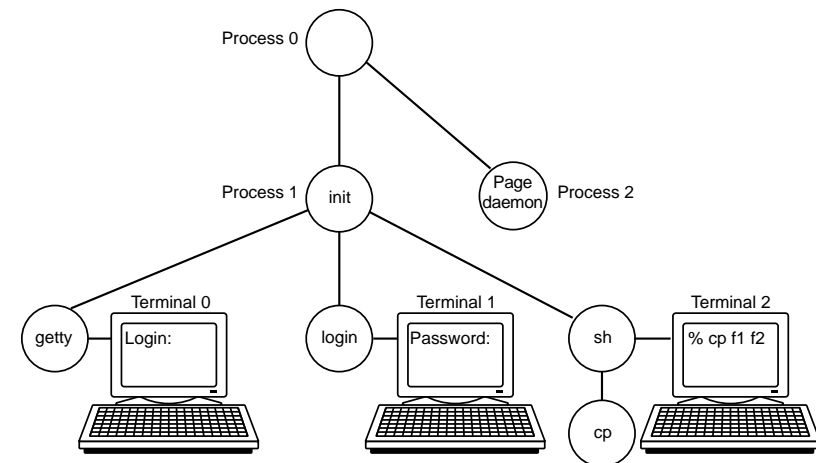 Process 0
Process 1
init
Page
daemon
Process 2
Terminal 0
Terminal 1
Terminal 2
getty
Login:
login
Password:
sh
% cp f1 f2
cp